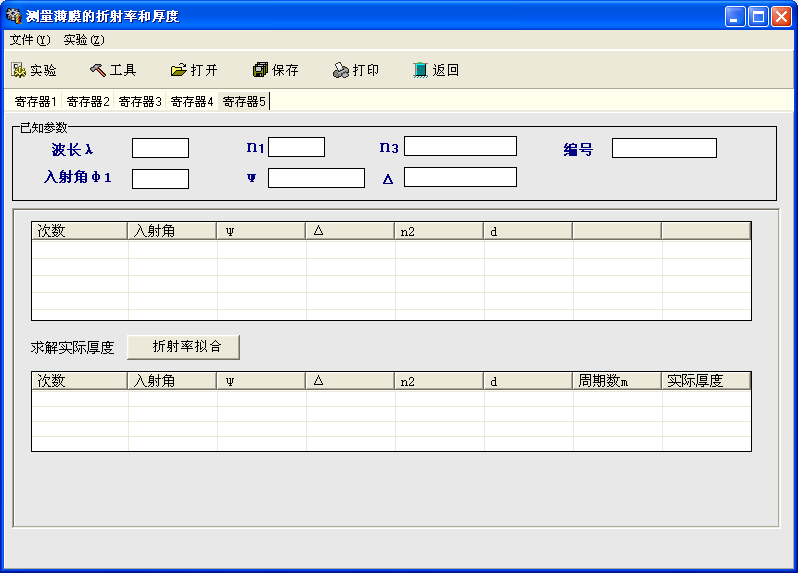 测量薄膜的折射率和厚度
文件(Y) 实验(Z)
实验 工具 打开 保存 打印 返回
寄存器1 寄存器2 寄存器3 寄存器4 寄存器5
已知参数
波长λ n1 n3 编号
入射角Φ1 Ψ Δ
次数 入射角 Ψ Δ n2 d
求解实际厚度 折射率拟合
次数 入射角 Ψ Δ n2 d 周期数m 实际厚度